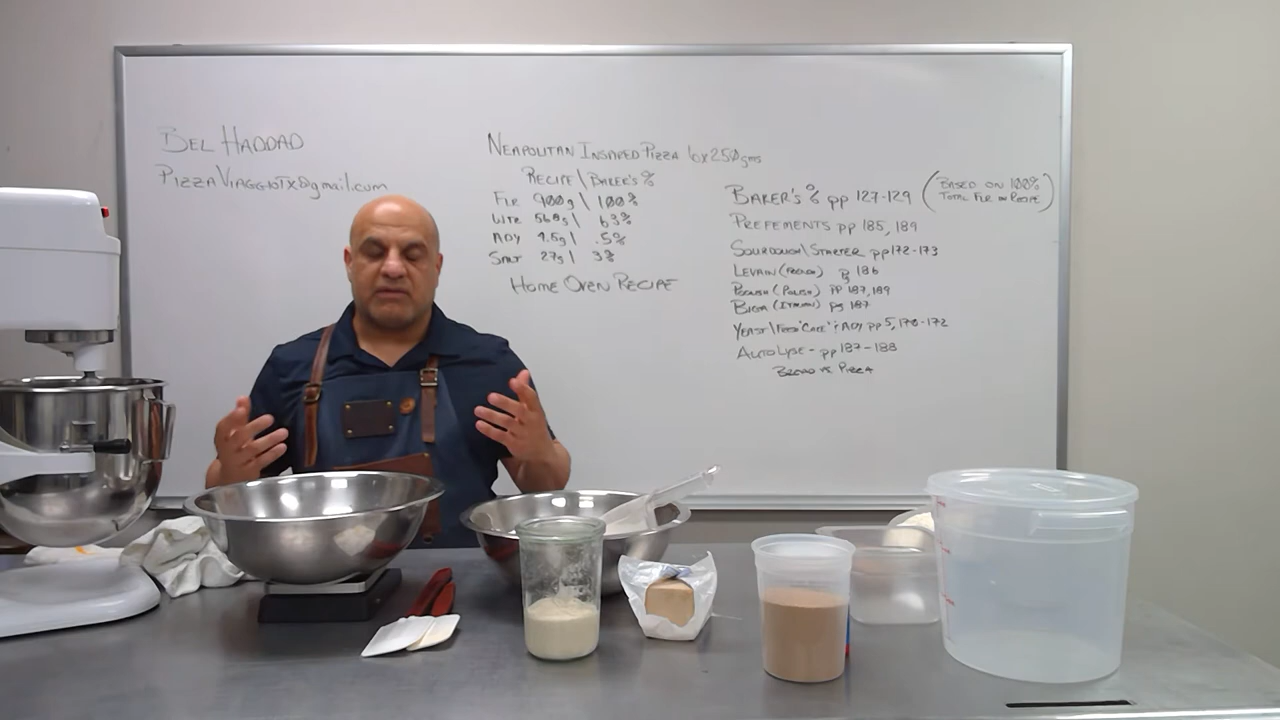 BEL HADDAD
PIZZAVIAGGIOTX@gmail.com
NEAPOLITAN INSPIRED PIZZA 6x250gms
RECIPE \ BAKER'S %
FLR 900g \ 100%
WTR 568g \ 63%
ADY 4.5g \ .5%
SALT 27g \ 3%
HOME OVEN RECIPE
BAKER'S % pp 127-129 (BASED ON 100% TOTAL FLR IN RECIPE)
PREFEMENTS pp 185, 189
SOURDOUGH\STARTER pp 172-173
LEVAIN (FRENCH) pg 186
POOLISH (POLISH) pp 187, 189
BIGA (ITALIAN) pg 187
YEAST \ FRESH "CAKE" ; ADY pp 5, 170-172
AUTOLYSE - pp 187-188
BREAD VS. PIZZA